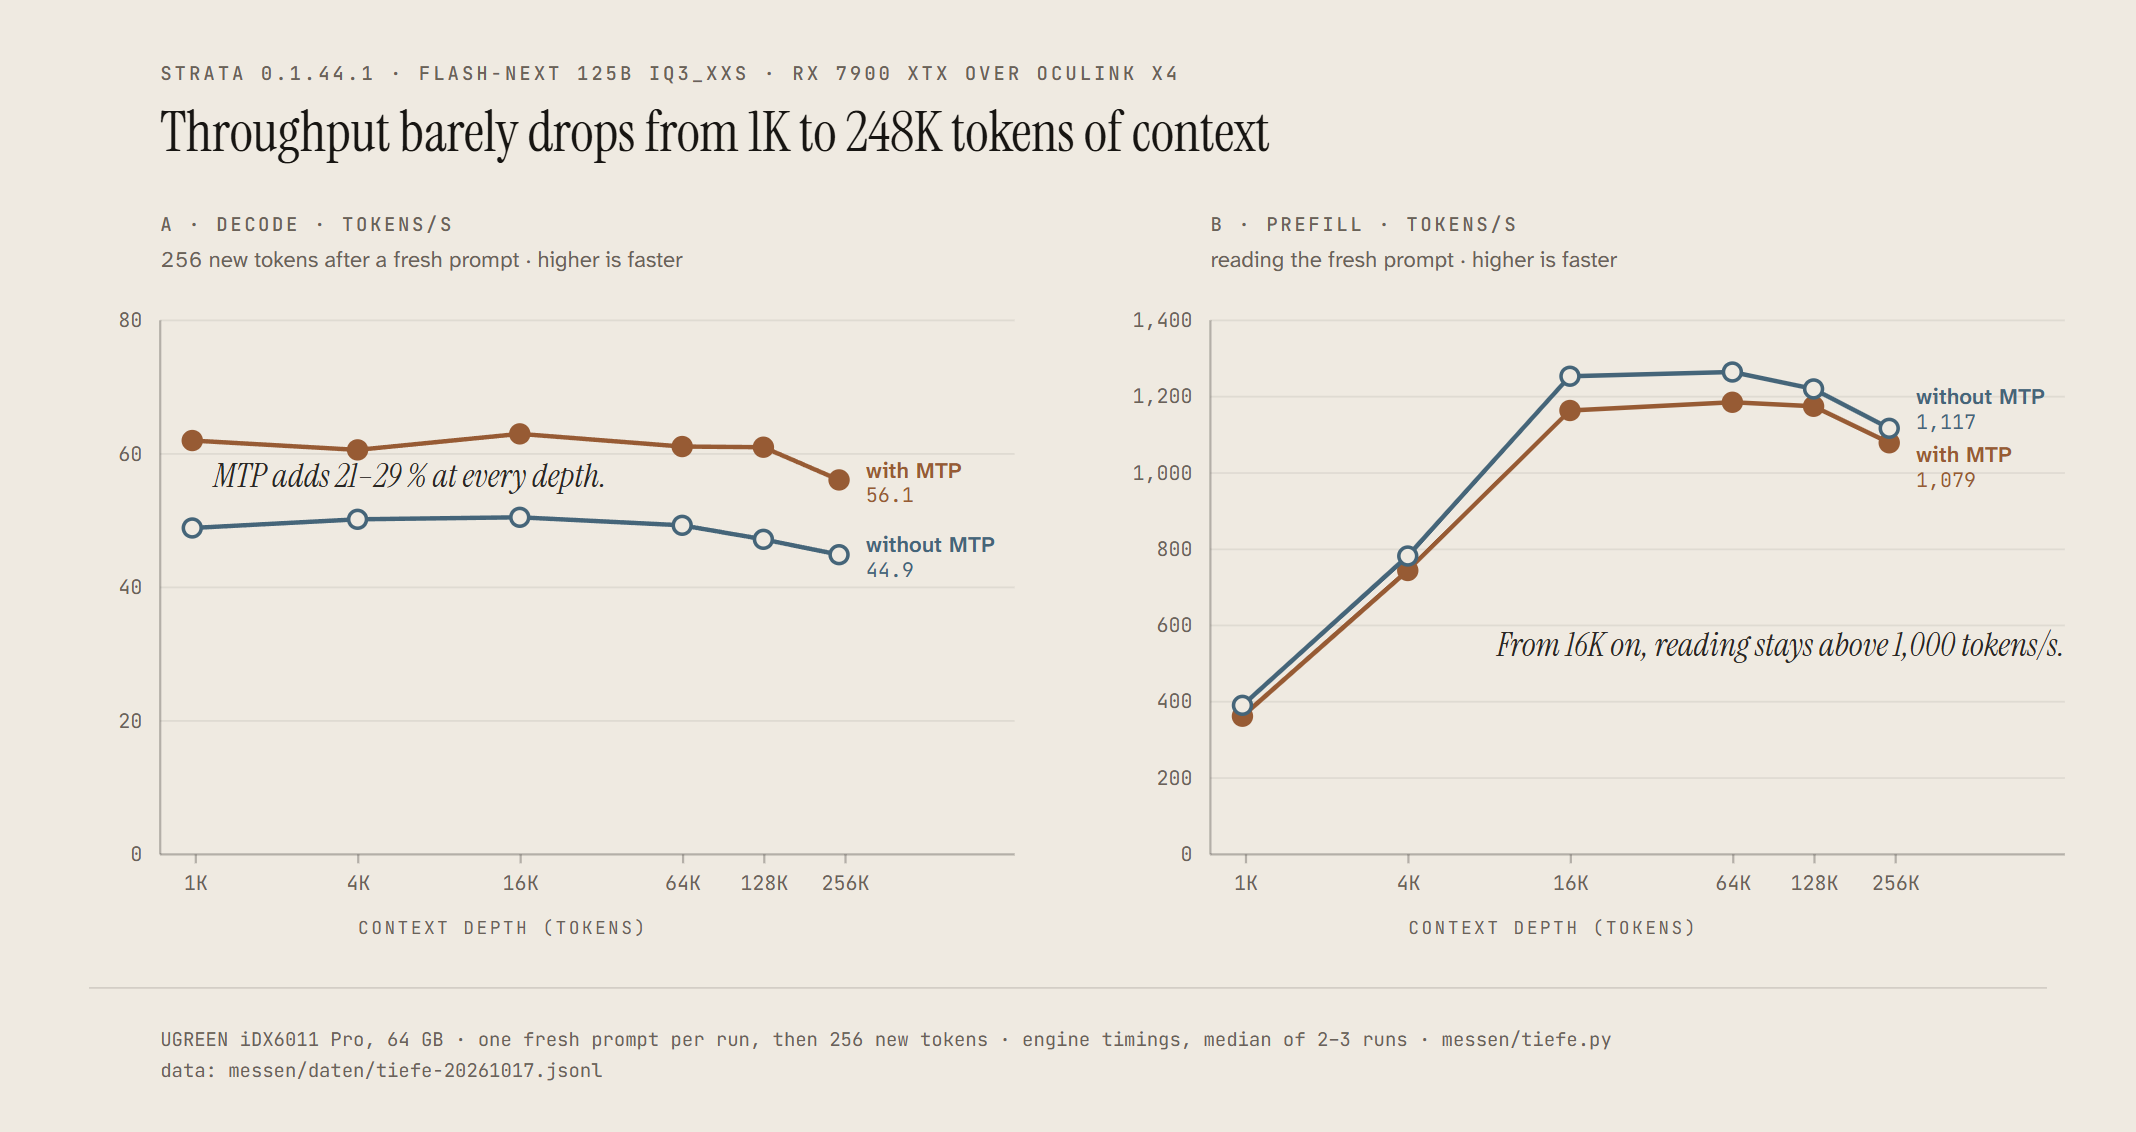 STRATA 0.1.44.1 · FLASH-NEXT 125B IQ3_XXS · RX 7900 XTX OVER OCULINK X4
Throughput barely drops from 1K to 248K tokens of context
A · DECODE · TOKENS/S
256 new tokens after a fresh prompt · higher is faster
80
60
40
20
0
MTP adds 21–29 % at every depth.
with MTP
56.1
without MTP
44.9
1K 4K 16K 64K 128K 256K
CONTEXT DEPTH (TOKENS)
B · PREFILL · TOKENS/S
reading the fresh prompt · higher is faster
1,400
1,200
1,000
800
600
400
200
0
without MTP
1,117
with MTP
1,079
From 16K on, reading stays above 1,000 tokens/s.
1K 4K 16K 64K 128K 256K
CONTEXT DEPTH (TOKENS)
UGREEN iDX6011 Pro, 64 GB · one fresh prompt per run, then 256 new tokens · engine timings, median of 2–3 runs · messen/tiefe.py
data: messen/daten/tiefe-20261017.jsonl